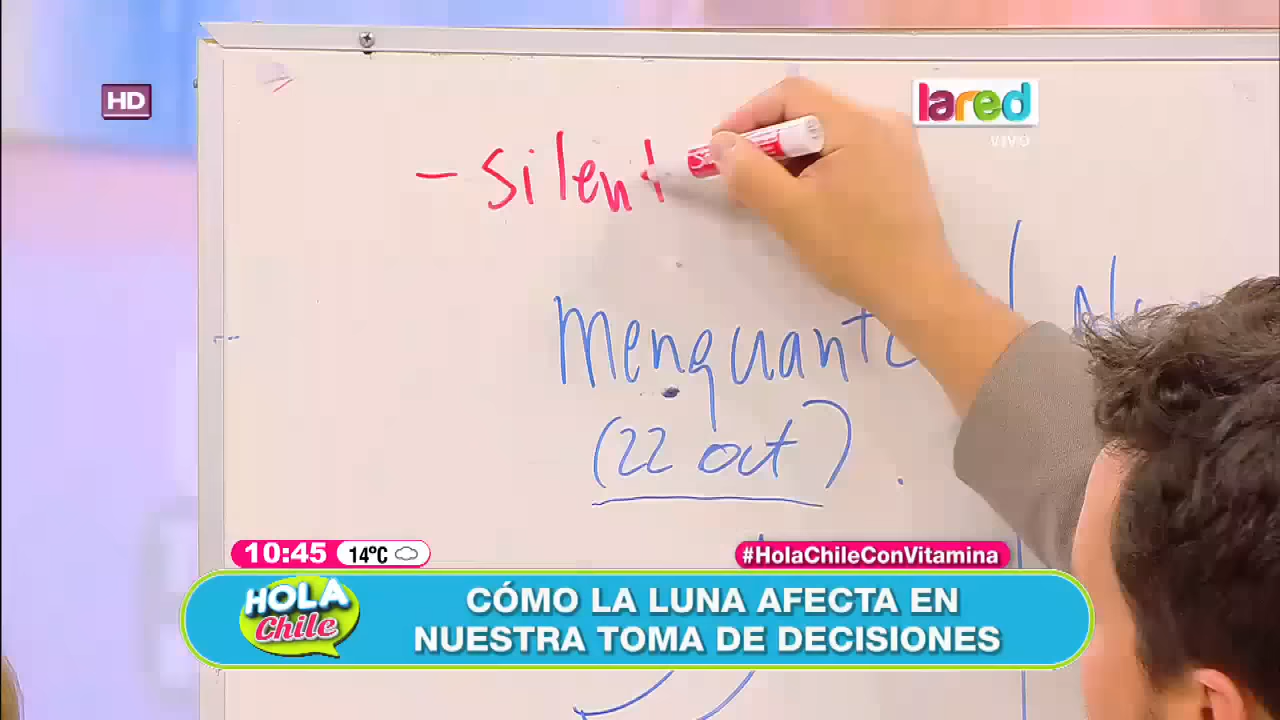 HD
lared
VIVO
- silent
Menguante
(22 oct)
10:45 14°C
#HolaChileConVitamina
HOLA
Chile
CÓMO LA LUNA AFECTA EN
NUESTRA TOMA DE DECISIONES